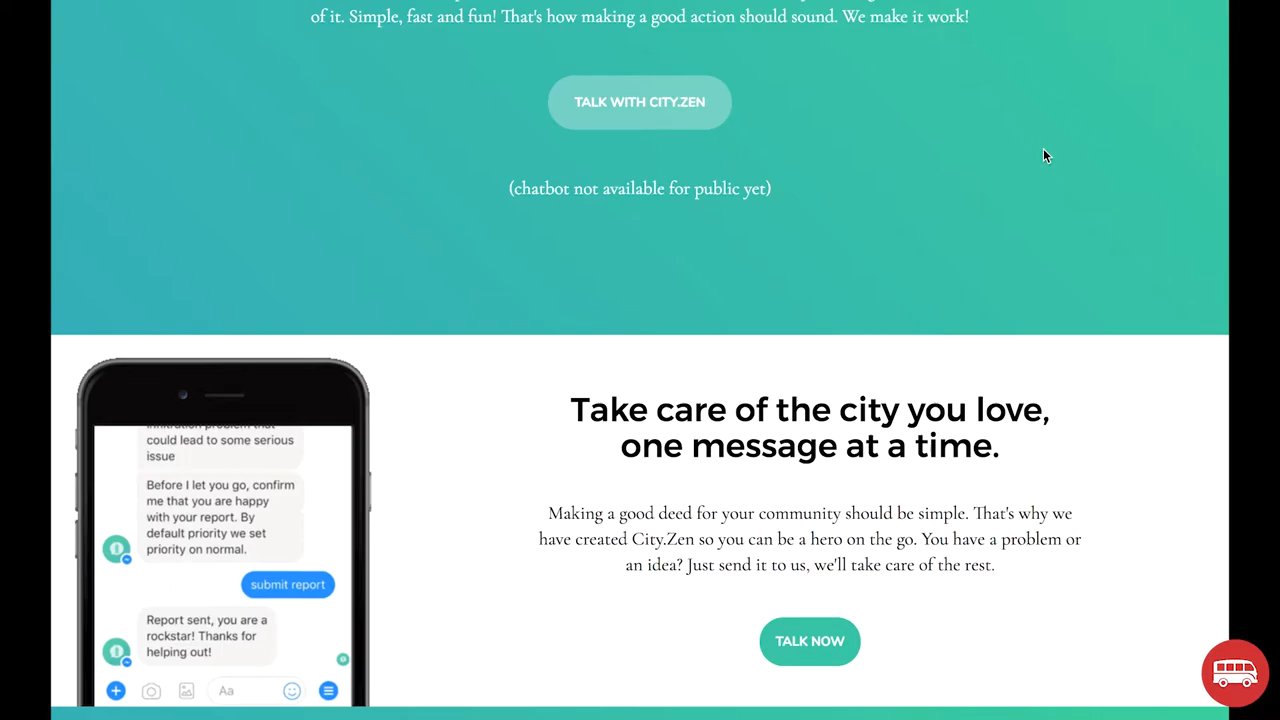 of it. Simple, fast and fun! That's how making a good action should sound. We make it work!
TALK WITH CITY.ZEN
(chatbot not available for public yet)
could lead to some serious
issue
Before I let you go, confirm
me that you are happy
with your report. By
default priority we set
priority on normal.
submit report
Report sent, you are a
rockstar! Thanks for
helping out!
Aa
Take care of the city you love,
one message at a time.
Making a good deed for your community should be simple. That's why we
have created City.Zen so you can be a hero on the go. You have a problem or
an idea? Just send it to us, we'll take care of the rest.
TALK NOW